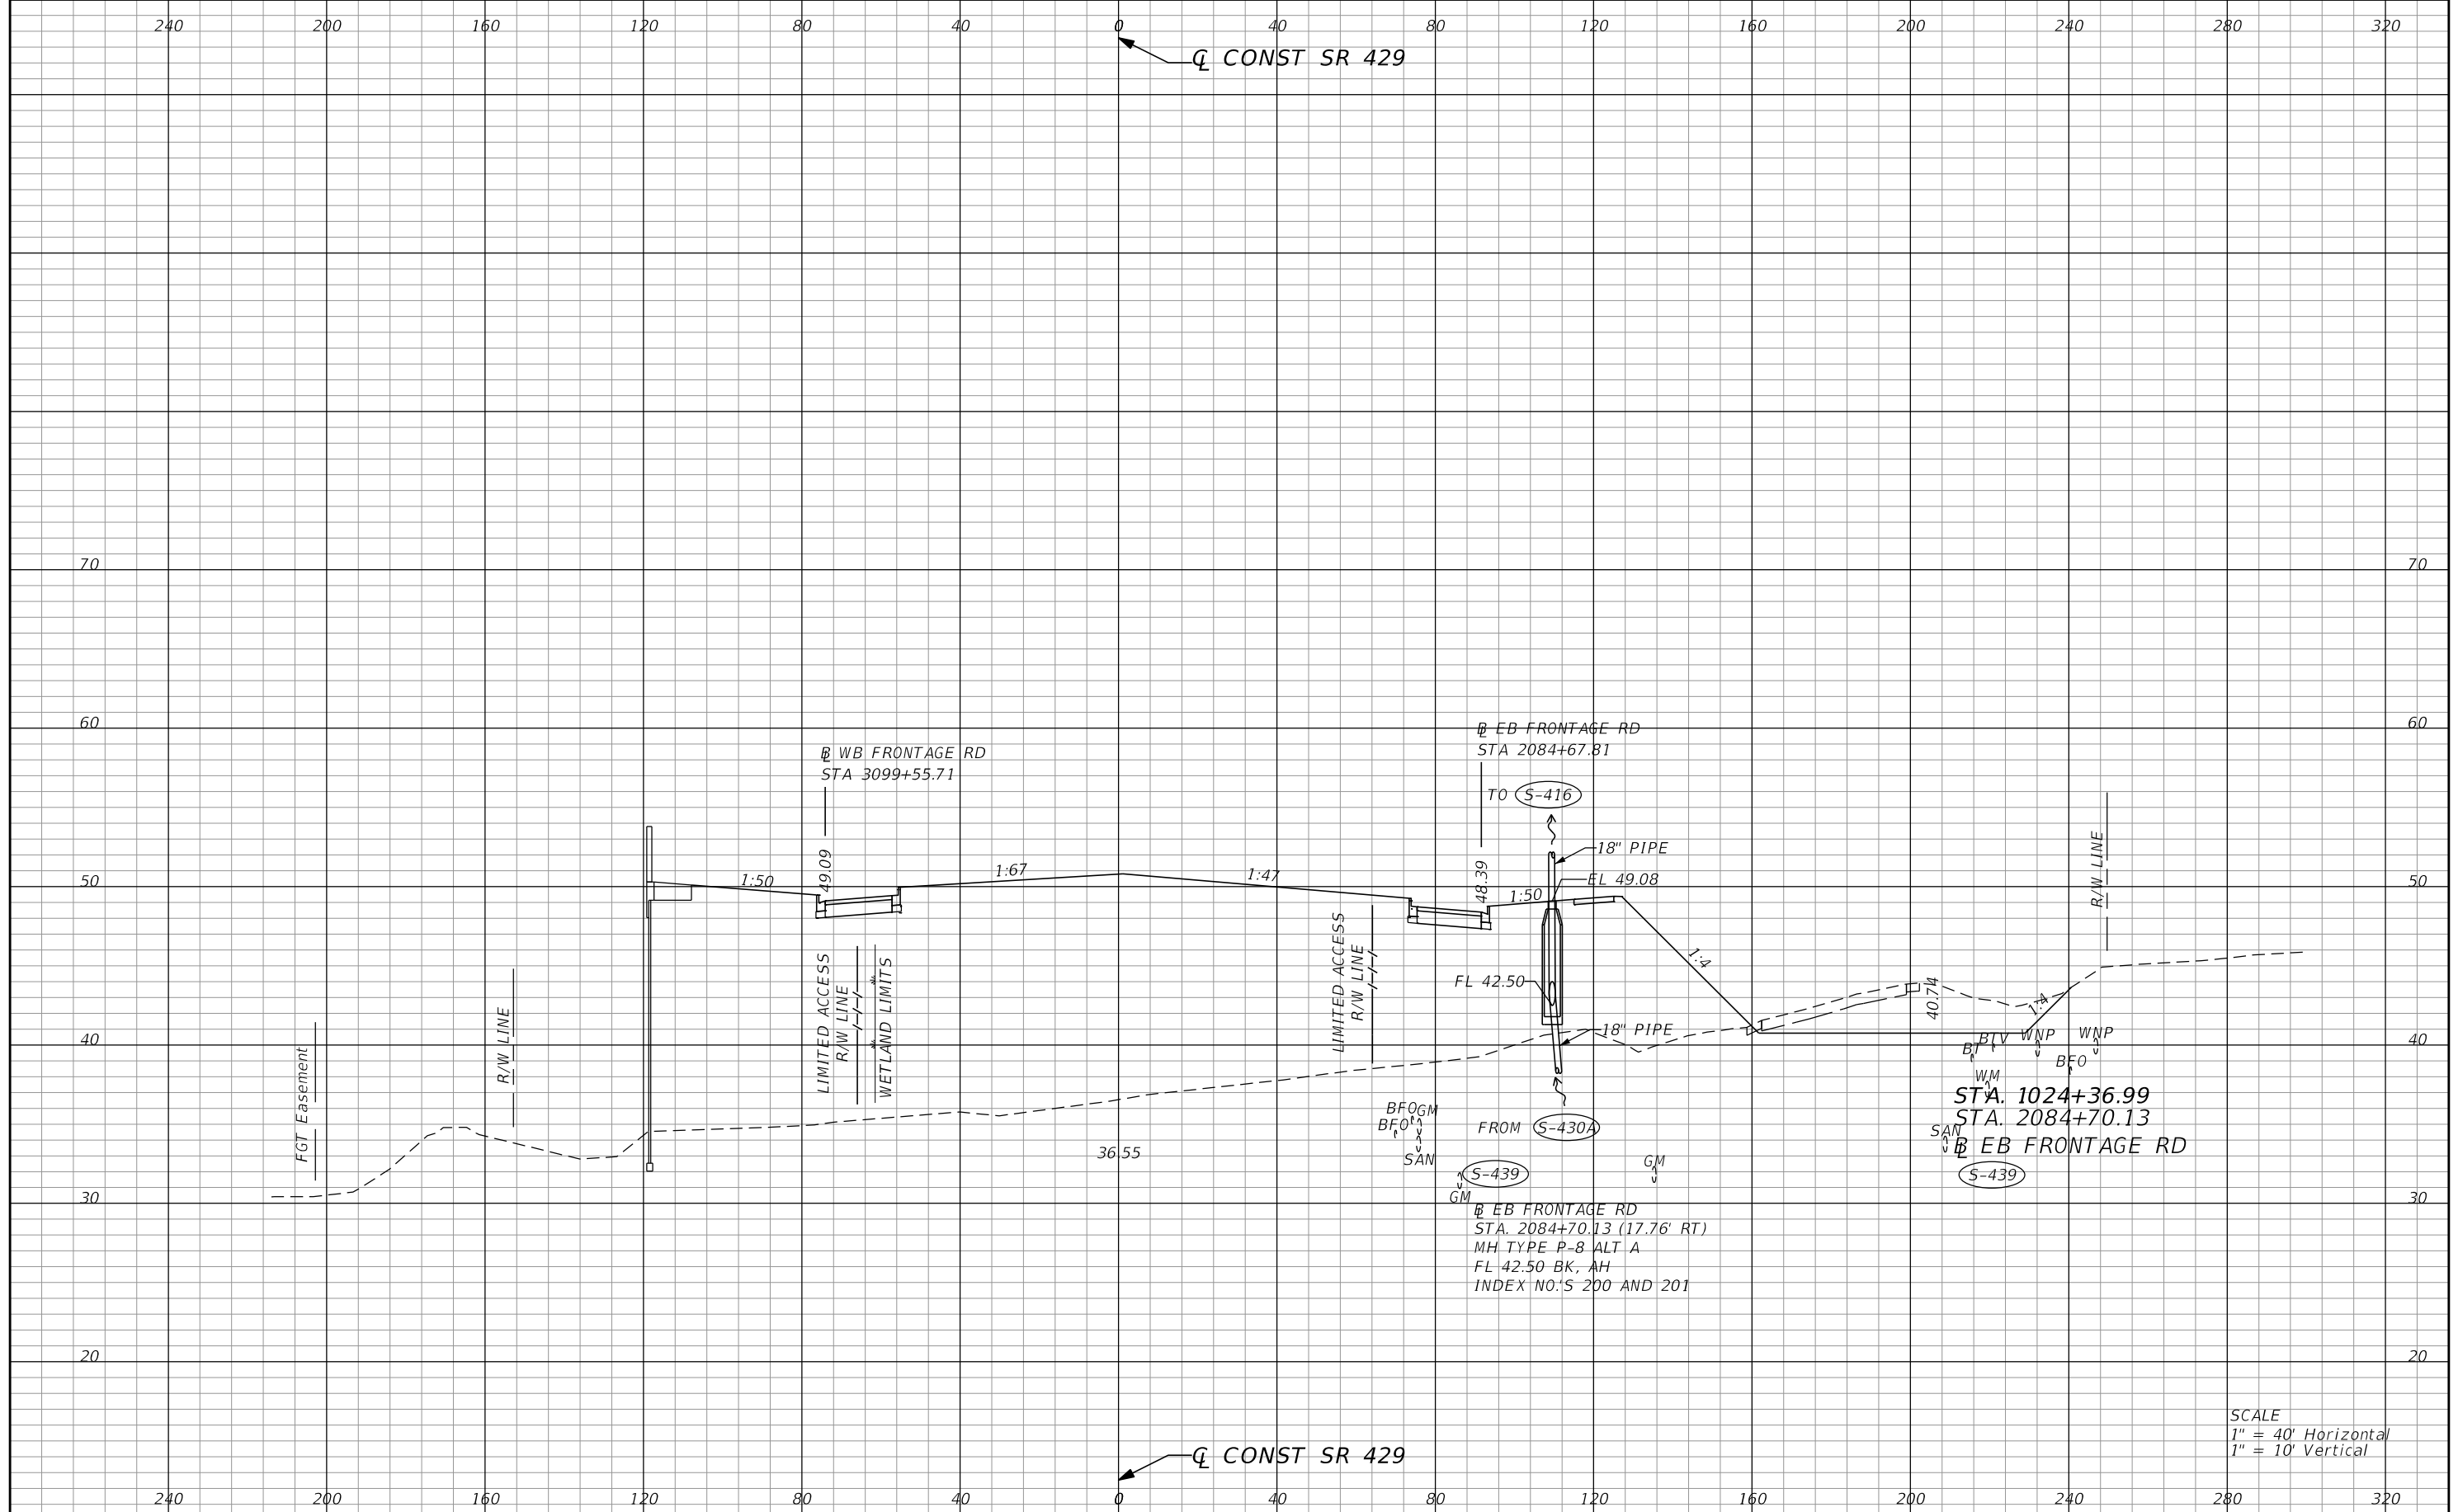 240 200 160 120 80 40 0 40 80 120 160 200 240 280 320
℄ CONST SR 429
70 70
60 60
℄ EB FRONTAGE RD
STA 2084+67.81
℄ WB FRONTAGE RD
STA 3099+55.71
TO S-416
18" PIPE
R/W LINE
50 50
1:50
49.09
1:67
1:47
48.39
1:50
EL 49.08
1:4
FL 42.50
LIMITED ACCESS
R/W LINE
WETLAND LIMITS
LIMITED ACCESS
R/W LINE
R/W LINE
FGT Easement
40.74
1:4
18" PIPE
40 40
BT
BTV
WNP
WNP
BFO
WM
STA. 1024+36.99
STA. 2084+70.13
SAN
℄ EB FRONTAGE RD
S-439
BFO
GM
BFO
SAN
FROM S-430A
36.55
S-439
GM
GM
30 30
℄ EB FRONTAGE RD
STA. 2084+70.13 (17.76' RT)
MH TYPE P-8 ALT A
FL 42.50 BK, AH
INDEX NO.'S 200 AND 201
20 20
SCALE
1" = 40' Horizontal
1" = 10' Vertical
℄ CONST SR 429
240 200 160 120 80 40 0 40 80 120 160 200 240 280 320